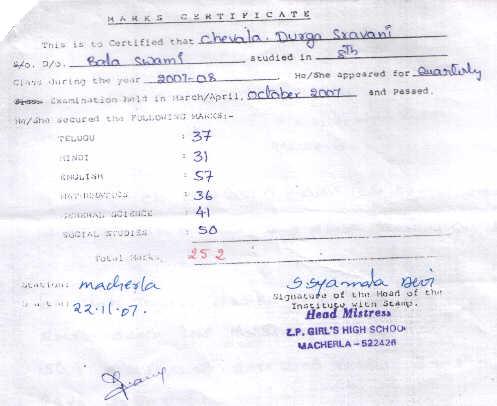 MARKS CERTIFICATE
This is to Certified that Chevala. Durga Sravani
S/o. D/o. Bala Swami studied in 8th
Class during the year 2007-08 He/She appeared for Quarterly
Examination held in March/April, October 2007 and Passed.
He/She secured the FOLLOWING MARKS:-
TELUGU : 37
HINDI : 31
ENGLISH : 57
MATHEMATICS : 36
GENERAL SCIENCE : 41
SOCIAL STUDIES : 50
Total Marks 252
Station: macherla
22.11.07.
S. Syamala Devi
Signature of the Head of the
Institute with Stamp.
Head Mistress
Z.P. GIRL'S HIGH SCHOOL
MACHERLA - 522426